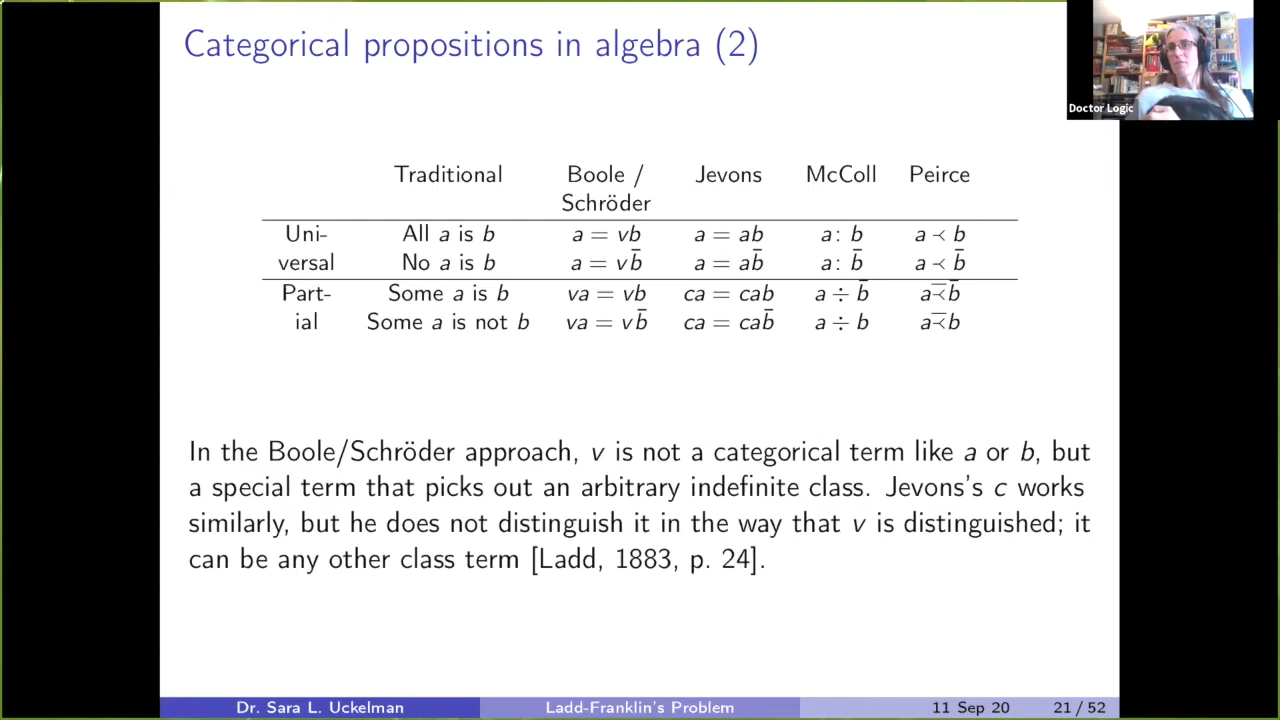 Categorical propositions in algebra (2)
Doctor Logic
Traditional Boole / Jevons McColl Peirce
Schröder
Uni- All a is b a = vb a = ab a : b a ⤙ b
versal No a is b a = vb̄ a = ab̄ a : b̄ a ⤙ b̄
Part- Some a is b va = vb ca = cab a ÷ b̄ a ⤙̅ b̄
ial Some a is not b va = vb̄ ca = cab̄ a ÷ b a ⤙̅ b
In the Boole/Schröder approach, v is not a categorical term like a or b, but
a special term that picks out an arbitrary indefinite class. Jevons's c works
similarly, but he does not distinguish it in the way that v is distinguished; it
can be any other class term [Ladd, 1883, p. 24].
Dr. Sara L. Uckelman Ladd-Franklin's Problem 11 Sep 20 21 / 52